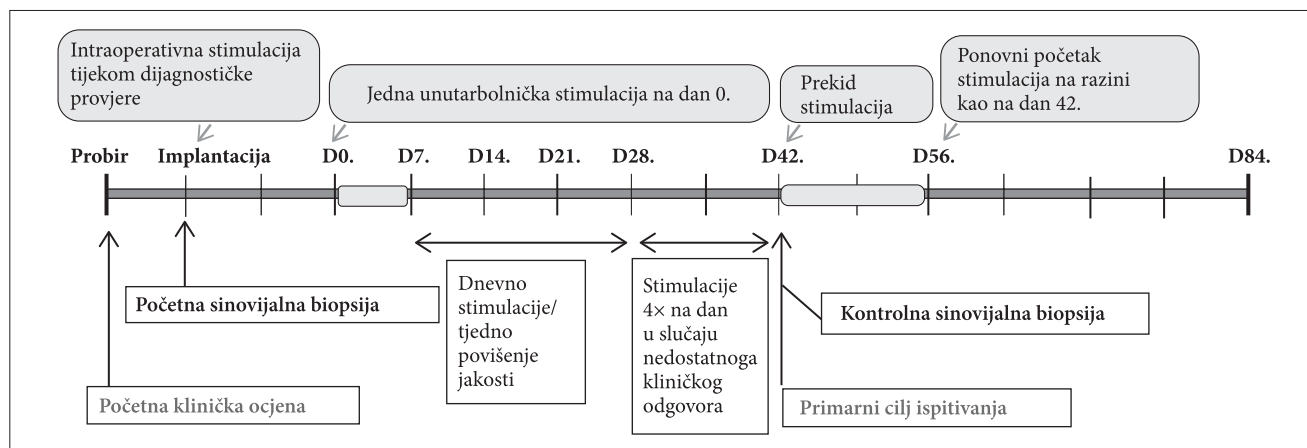 Intraoperativna stimulacija
tijekom dijagnostičke
provjere
Jedna unutarbolnička stimulacija na dan 0.
Prekid
stimulacija
Ponovni početak
stimulacija na razini
kao na dan 42.
Probir Implantacija D0. D7. D14. D21. D28. D42. D56. D84.
Početna sinovijalna biopsija
Početna klinička ocjena
Dnevno
stimulacije/
tjedno
povišenje
jakosti
Stimulacije
4× na dan
u slučaju
nedostatnoga
kliničkog
odgovora
Kontrolna sinovijalna biopsija
Primarni cilj ispitivanja